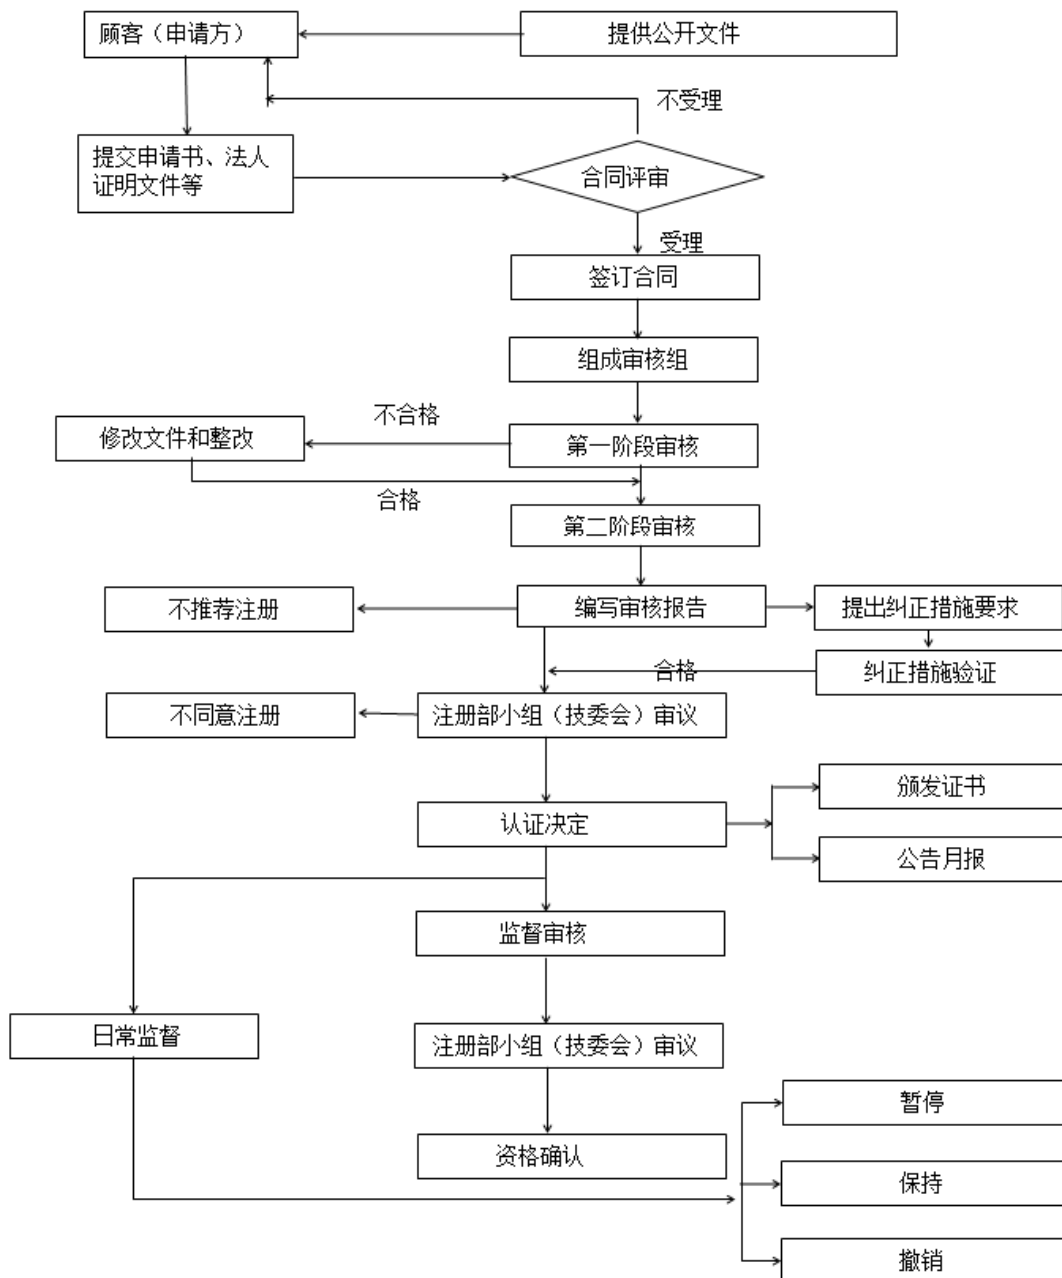 顾客（申请方）
提供公开文件
不受理
提交申请书、法人
证明文件等
合同评审
受理
签订合同
组成审核组
不合格
修改文件和整改
第一阶段审核
合格
第二阶段审核
不推荐注册
编写审核报告
提出纠正措施要求
合格
纠正措施验证
不同意注册
注册部小组（技委会）审议
颁发证书
认证决定
公告月报
监督审核
日常监督
注册部小组（技委会）审议
暂停
资格确认
保持
撤销